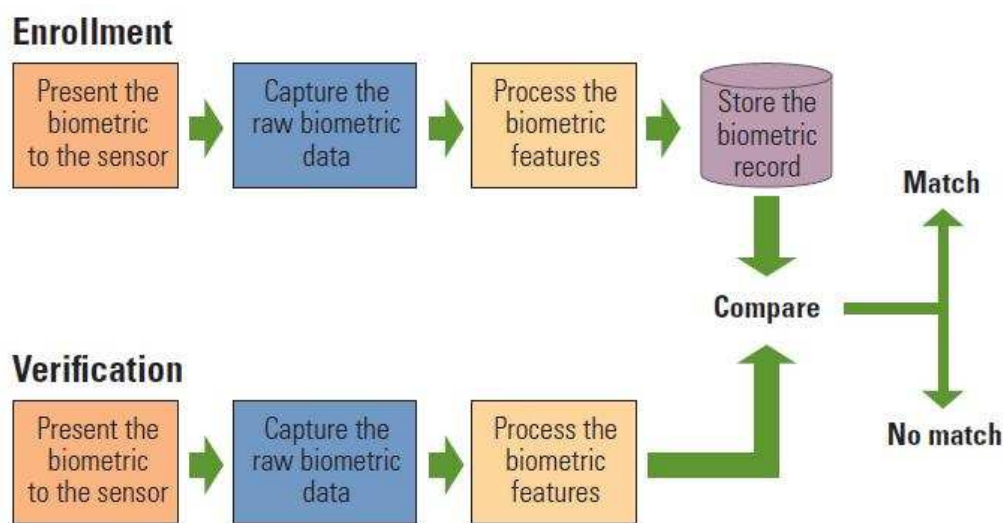 Enrollment
Present the
biometric
to the sensor
Capture the
raw biometric
data
Process the
biometric
features
Store the
biometric
record
Match
Compare
Verification
Present the
biometric
to the sensor
Capture the
raw biometric
data
Process the
biometric
features
No match